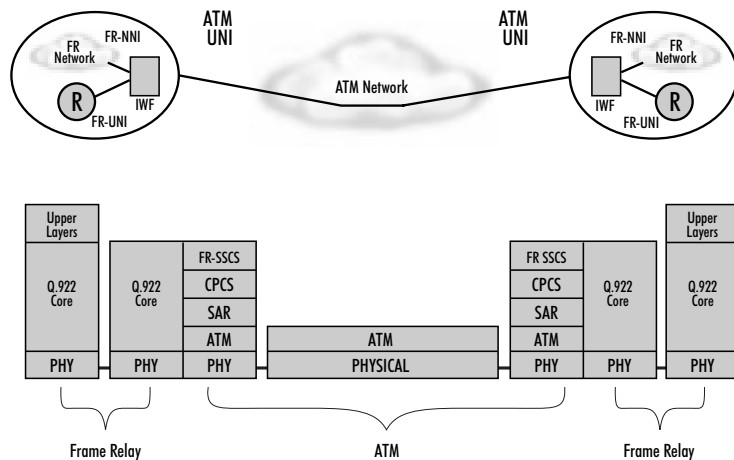 ATM
UNI
ATM
UNI
FR-NNI
FR
Network
R
IWF
FR-UNI
ATM Network
FR-NNI
FR
Network
IWF
R
FR-UNI
Upper
Layers
Q.922
Core
PHY
Q.922
Core
PHY
FR-SSCS
CPCS
SAR
ATM
PHY
ATM
PHYSICAL
FR SSCS
CPCS
SAR
ATM
PHY
Q.922
Core
PHY
Upper
Layers
Q.922
Core
PHY
Frame Relay
ATM
Frame Relay